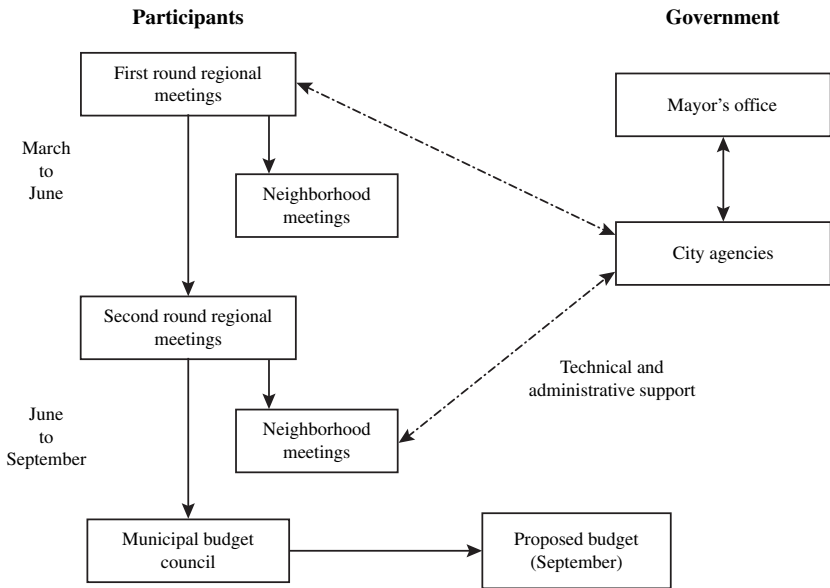 Participants
Government
First round regional
meetings
Mayor's office
March
to
June
Neighborhood
meetings
City agencies
Second round regional
meetings
Technical and
administrative support
June
to
September
Neighborhood
meetings
Municipal budget
council
Proposed budget
(September)